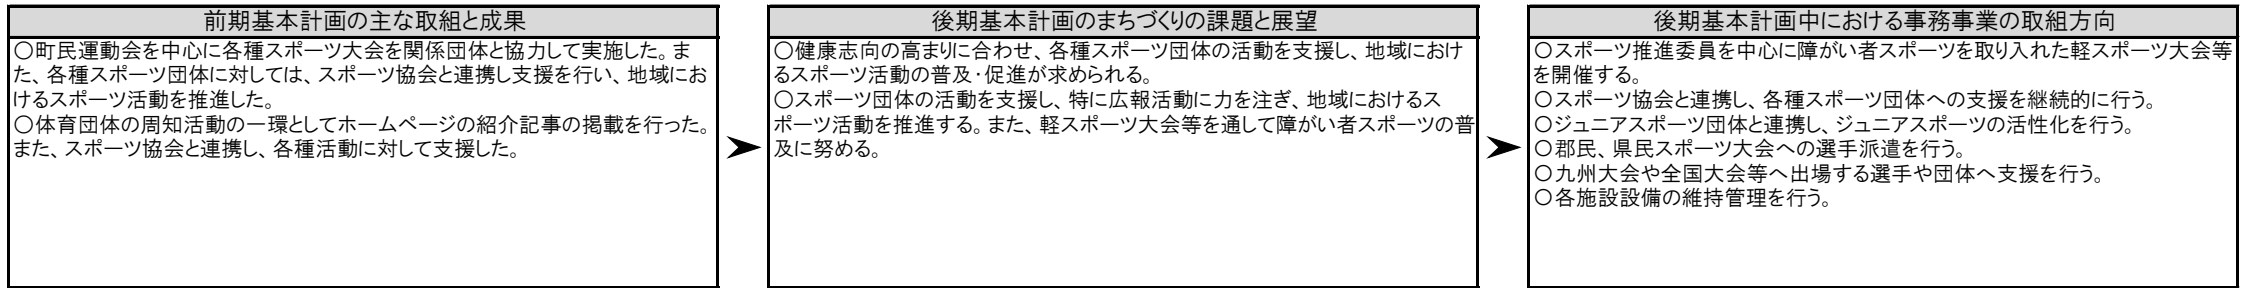 前期基本計画の主な取組と成果
〇町民運動会を中心に各種スポーツ大会を関係団体と協力して実施した。ま
た、各種スポーツ団体に対しては、スポーツ協会と連携し支援を行い、地域にお
けるスポーツ活動を推進した。
〇体育団体の周知活動の一環としてホームページの紹介記事の掲載を行った。
また、スポーツ協会と連携し、各種活動に対して支援した。
後期基本計画のまちづくりの課題と展望
〇健康志向の高まりに合わせ、各種スポーツ団体の活動を支援し、地域におけ
るスポーツ活動の普及・促進が求められる。
〇スポーツ団体の活動を支援し、特に広報活動に力を注ぎ、地域におけるス
ポーツ活動を推進する。また、軽スポーツ大会等を通して障がい者スポーツの普
及に努める。
後期基本計画中における事務事業の取組方向
〇スポーツ推進委員を中心に障がい者スポーツを取り入れた軽スポーツ大会等
を開催する。
〇スポーツ協会と連携し、各種スポーツ団体への支援を継続的に行う。
〇ジュニアスポーツ団体と連携し、ジュニアスポーツの活性化を行う。
〇郡民、県民スポーツ大会への選手派遣を行う。
〇九州大会や全国大会等へ出場する選手や団体へ支援を行う。
〇各施設設備の維持管理を行う。